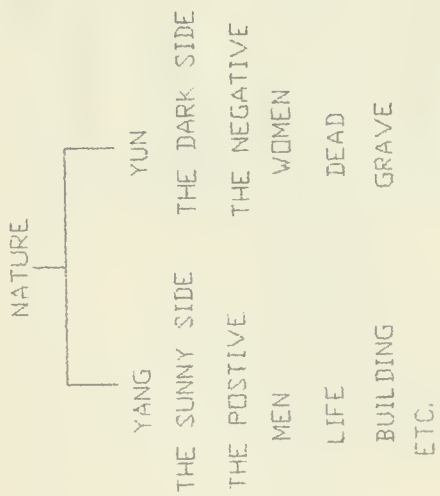 NATURE
YANG YUN
THE SUNNY SIDE THE DARK SIDE
THE POSTIVE THE NEGATIVE
MEN WOMEN
LIFE DEAD
BUILDING GRAVE
ETC.